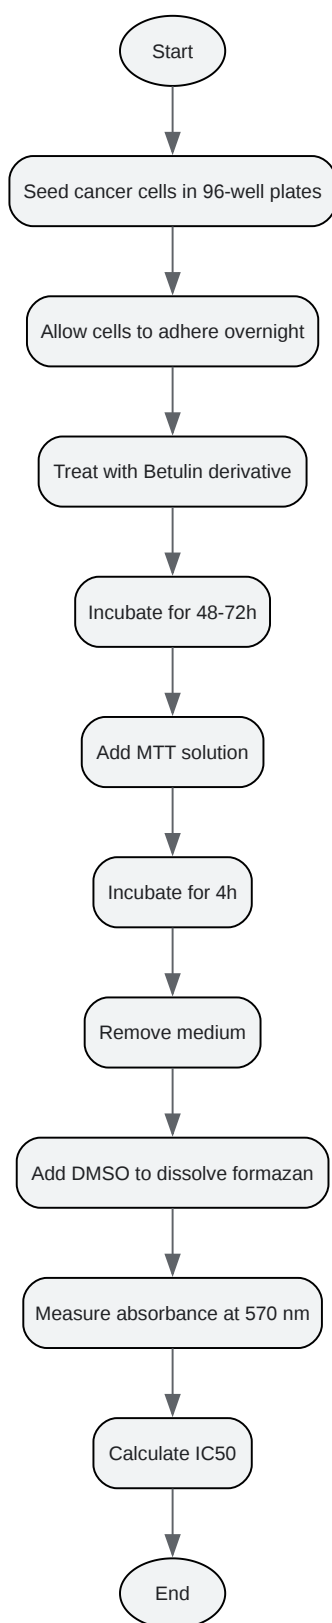 Start
Seed cancer cells in 96-well plates
Allow cells to adhere overnight
Treat with Betulin derivative
Incubate for 48-72h
Add MTT solution
Incubate for 4h
Remove medium
Add DMSO to dissolve formazan
Measure absorbance at 570 nm
Calculate IC50
End